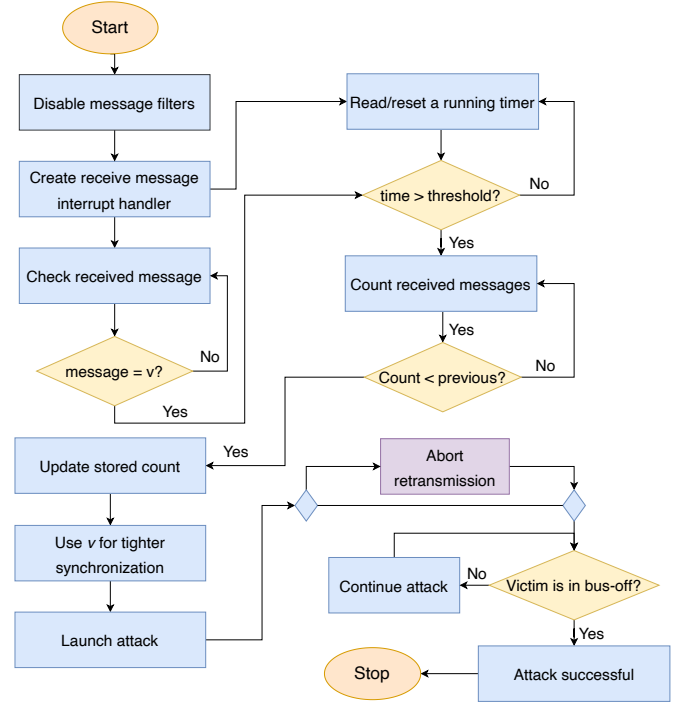 Start
Disable message filters
Create receive message
interrupt handler
Check received message
message = v?
No
Yes
Read/reset a running timer
time > threshold?
No
Yes
Count received messages
Yes
Count < previous?
No
Yes
Update stored count
Use v for tighter
synchronization
Launch attack
Abort
retransmission
Continue attack
No
Victim is in bus-off?
Yes
Attack successful
Stop